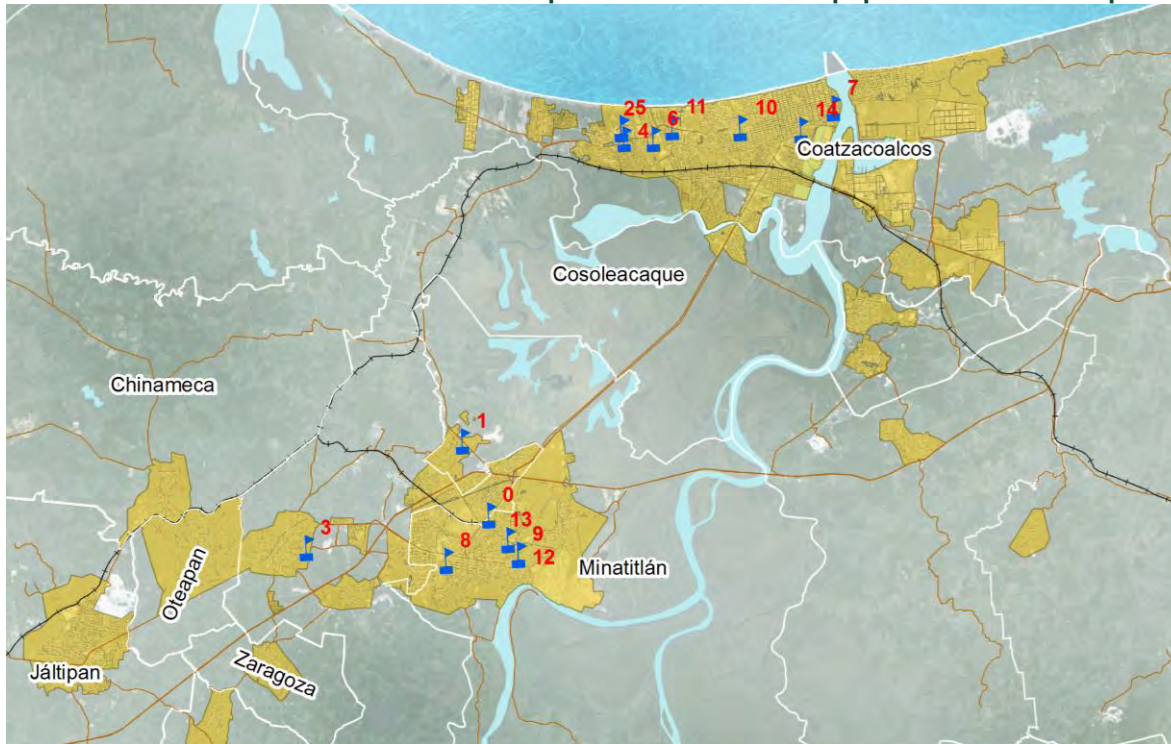 7
25
11
10
6
14
4
Coatzacoalcos
Cosoleacaque
Chinameca
1
0
13
3
9
8
12
Minatitlán
Oteapan
Zaragoza
Jáltipan